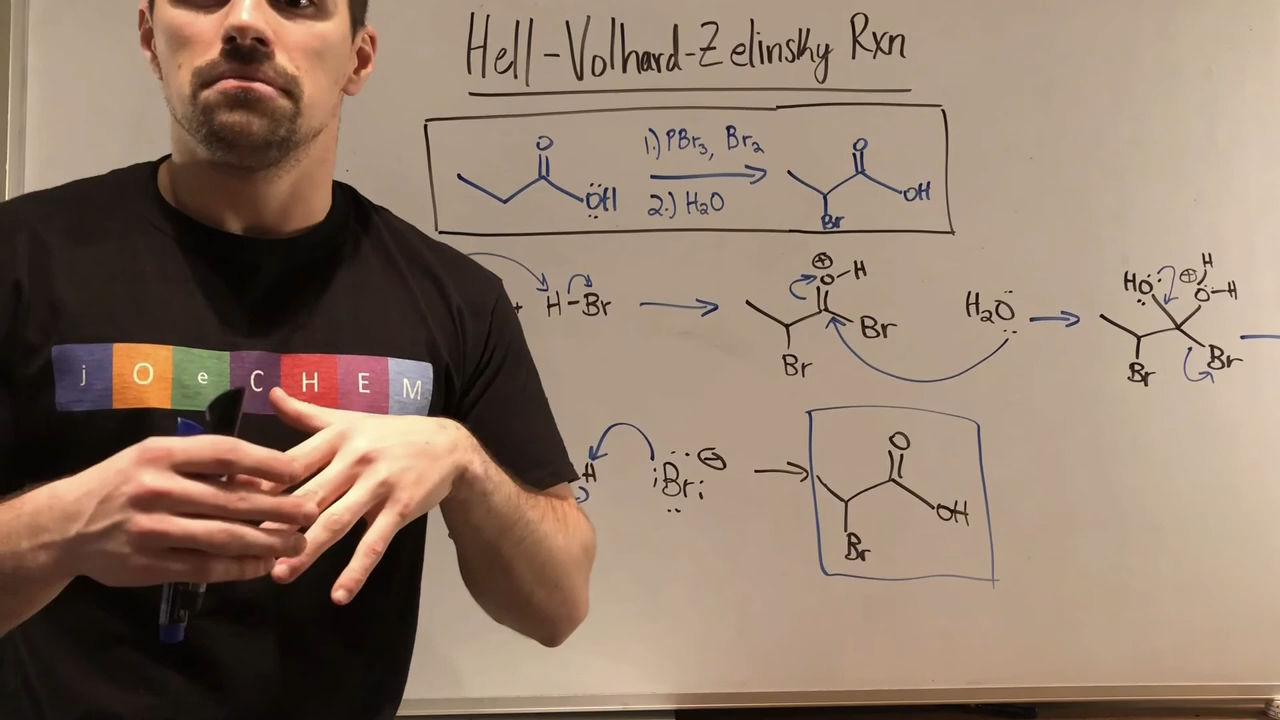 Hell-Volhard-Zelinsky Rxn
O
OH
1.) PBr₃, Br₂
2.) H₂O
O
OH
Br
+ H-Br
⊕
O-H
Br
Br
H₂O
HO
⊕
H
O-H
Br
Br
jOeCHEM
H
Br ⊖
O
OH
Br